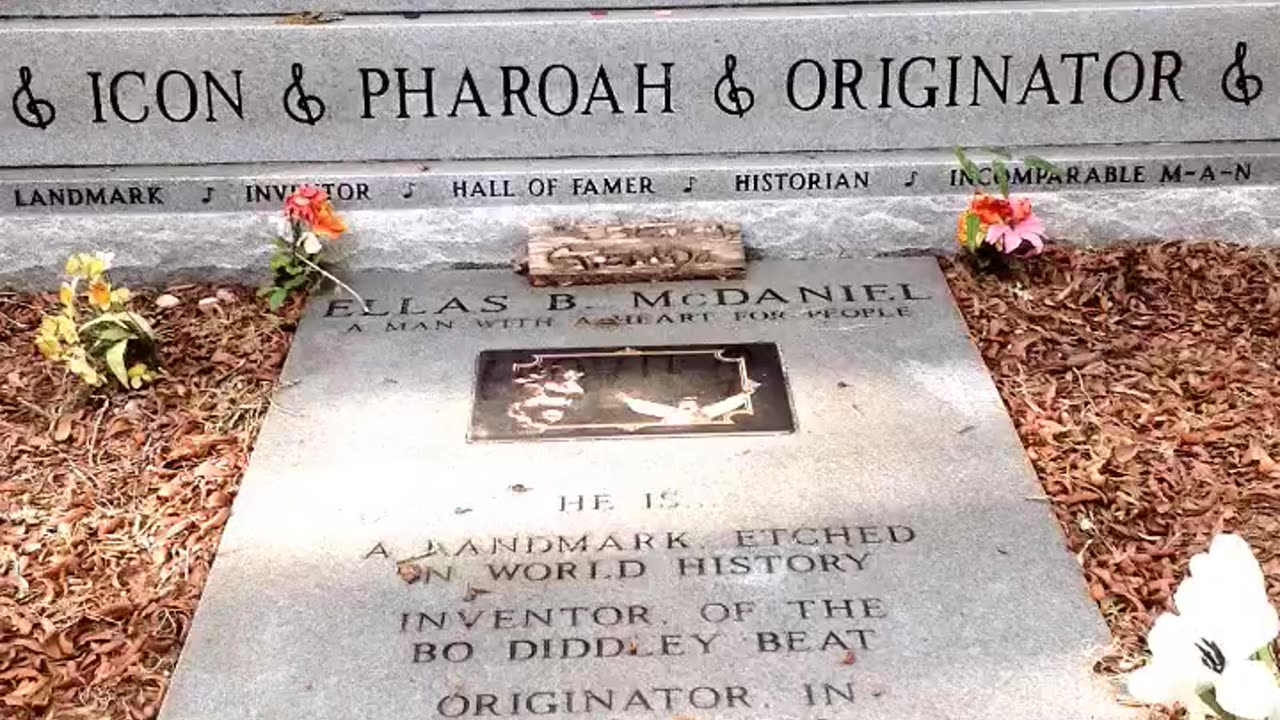 ICON PHAROAH ORIGINATOR
LANDMARK INVENTOR HALL OF FAMER HISTORIAN INCOMPARABLE M-A-N
ELLAS B. McDANIEL
A MAN WITH A HEART FOR PEOPLE
HE IS....
A LANDMARK, ETCHED
IN WORLD HISTORY
INVENTOR, OF THE
BO DIDDLEY BEAT
ORIGINATOR, IN